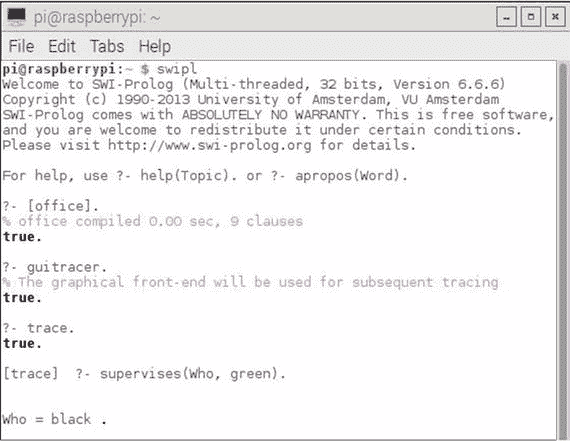 pi@raspberrypi: ~
File Edit Tabs Help
pi@raspberrypi:~ $ swipl
Welcome to SWI-Prolog (Multi-threaded, 32 bits, Version 6.6.6)
Copyright (c) 1990-2013 University of Amsterdam, VU Amsterdam
SWI-Prolog comes with ABSOLUTELY NO WARRANTY. This is free software,
and you are welcome to redistribute it under certain conditions.
Please visit http://www.swi-prolog.org for details.
For help, use ?- help(Topic). or ?- apropos(Word).
?- [office].
% office compiled 0.00 sec, 9 clauses
true.
?- guitracer.
% The graphical front-end will be used for subsequent tracing
true.
?- trace.
true.
[trace]  ?- supervises(Who, green).
Who = black .